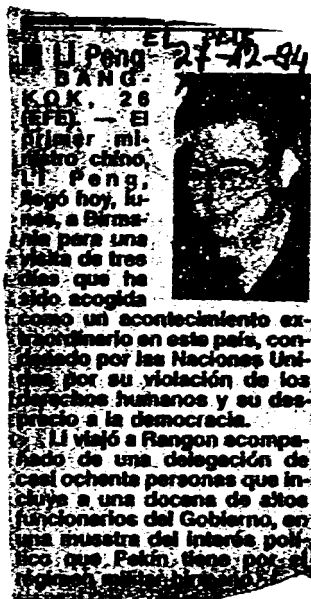 EL PAIS
27-12-94
Li Peng
BANG-
KOK, 26
(EFE). — El
primer mi-
nistro chino,
Li Peng,
llegó hoy, lu-
nes, a Birma-
nia para una
visita de tres
días que ha
sido acogida
como un acontecimiento ex-
traordinario en este país, con-
denado por las Naciones Uni-
das por su violación de los
derechos humanos y su des-
precio a la democracia.
Li viajó a Rangon acompa-
ñado de una delegación de
casi ochenta personas que in-
cluye a una docena de altos
funcionarios del Gobierno, en
una muestra del interés polí-
tico que Pekín tiene por el
régimen militar birmano.